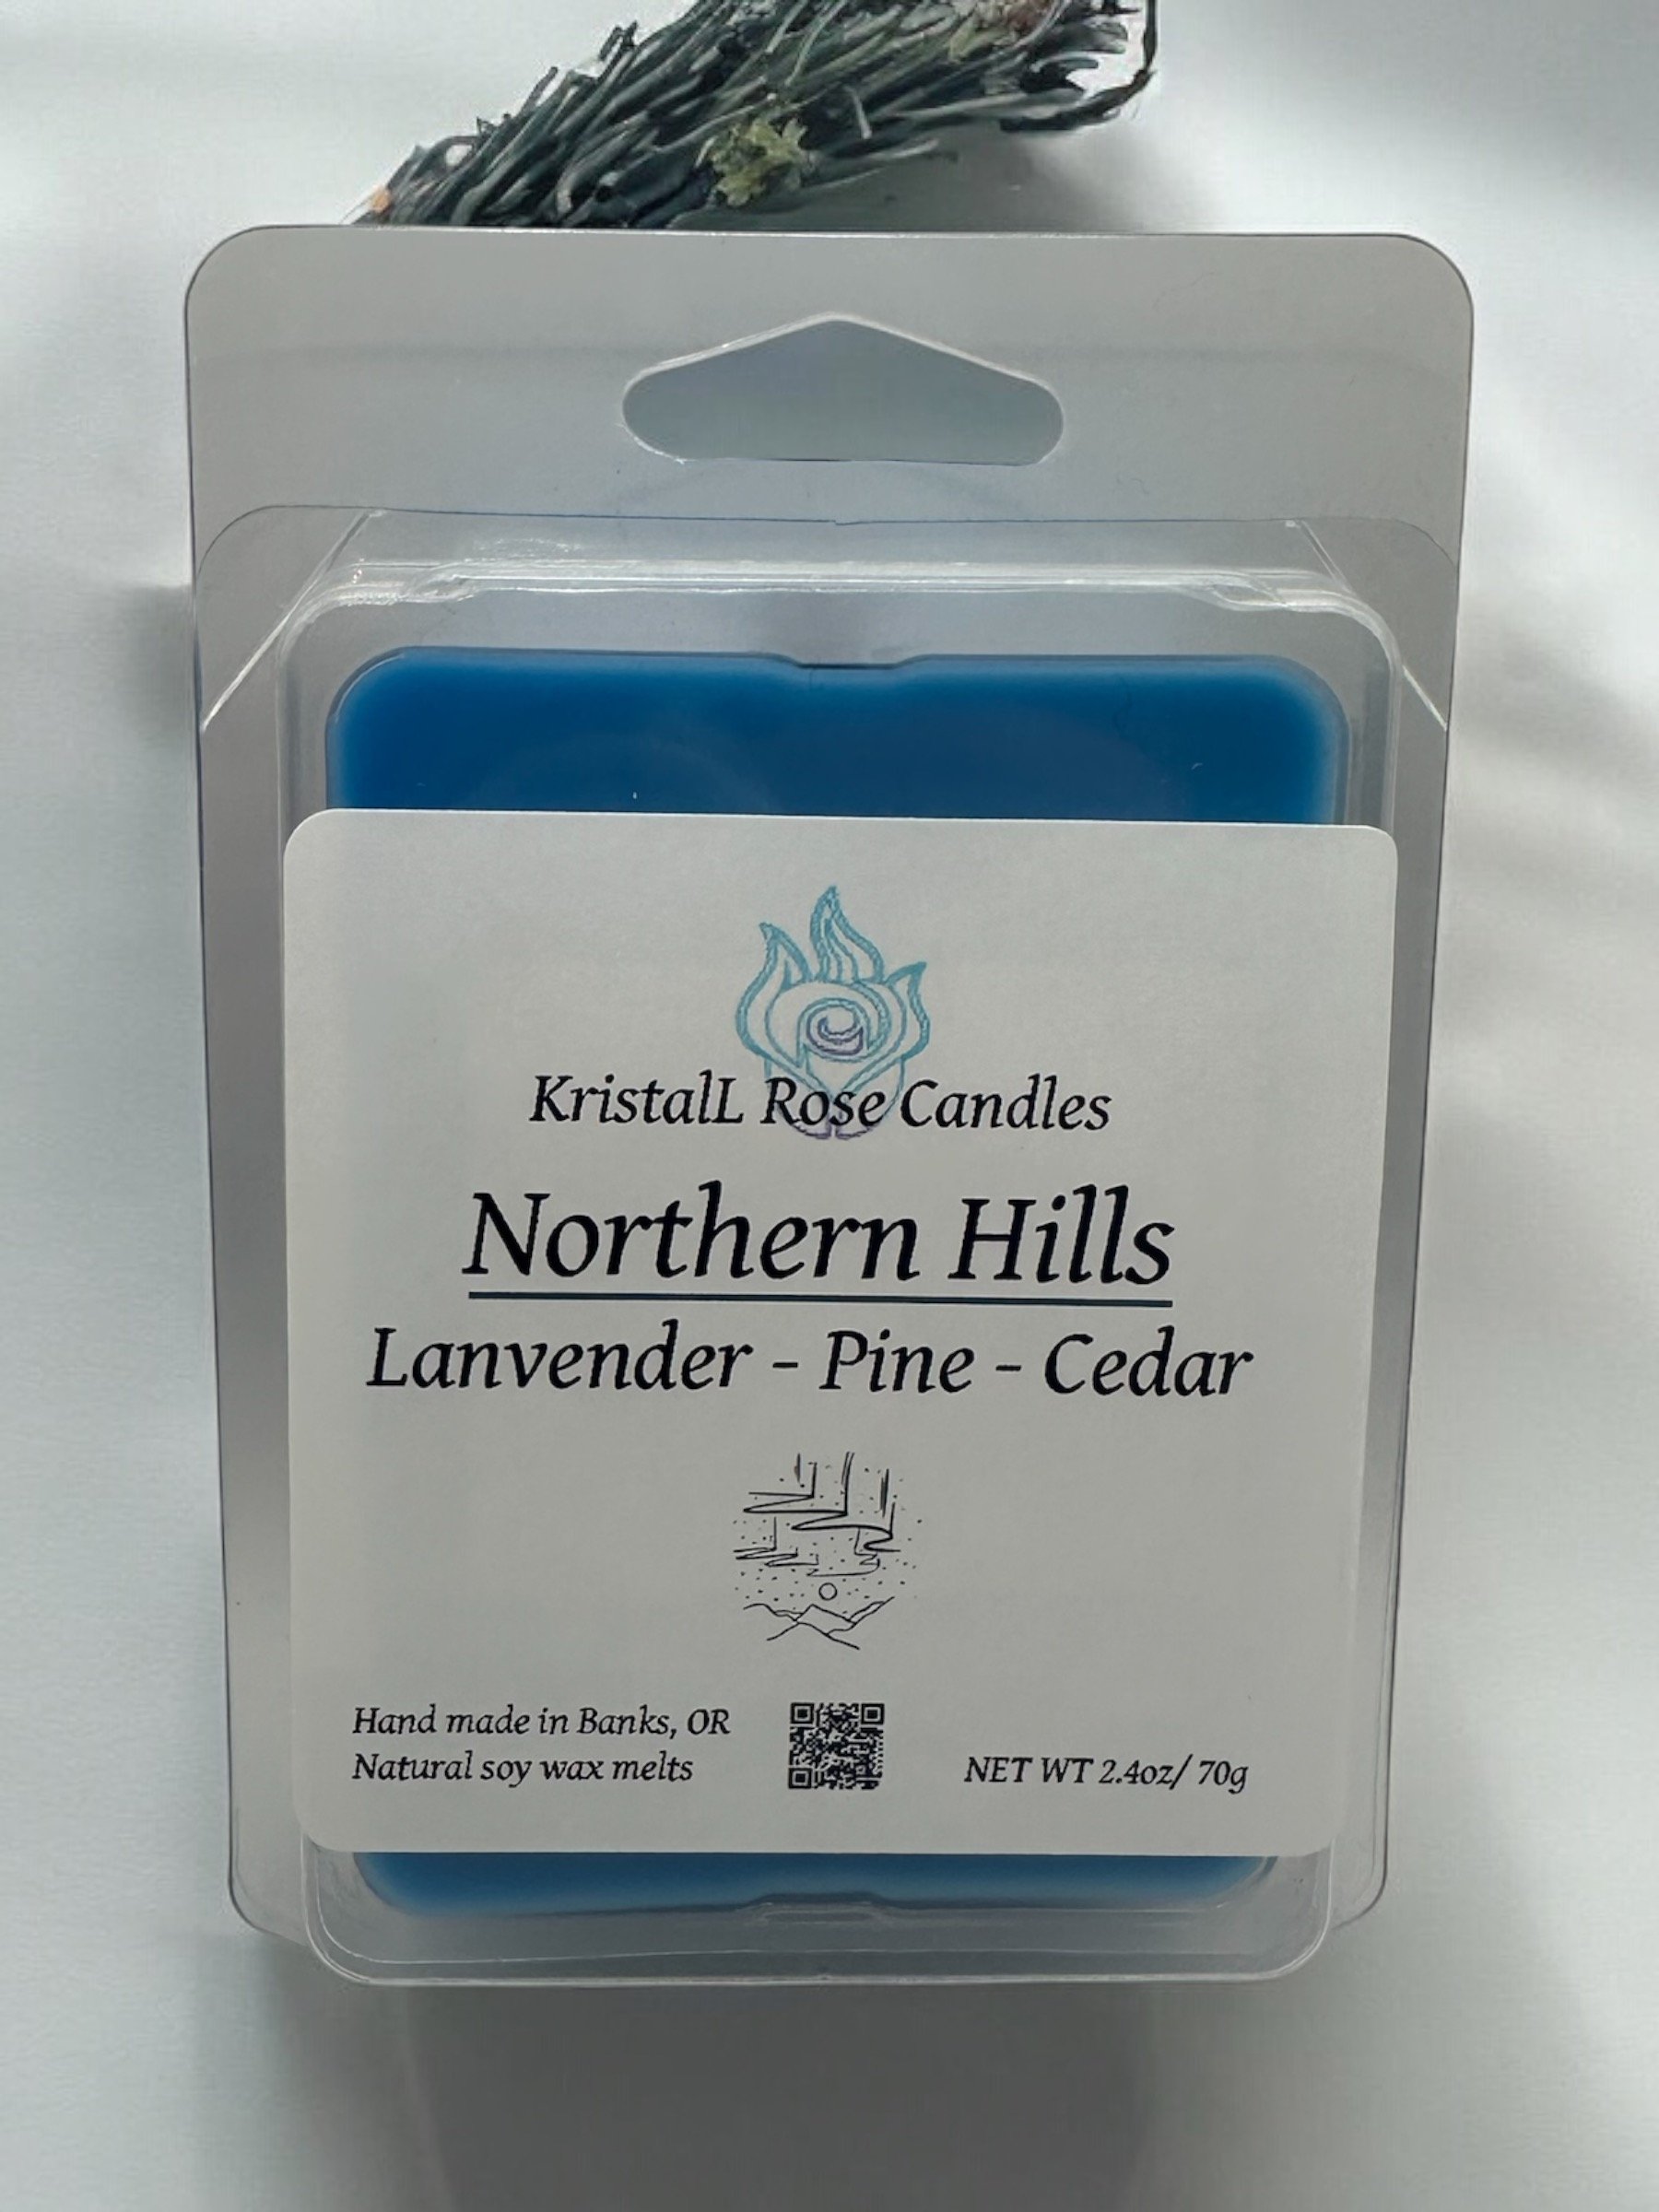 KristalL Rose Candles
Northern Hills
Lanvender - Pine - Cedar
Hand made in Banks, OR
Natural soy wax melts
NET WT 2.4oz/ 70g